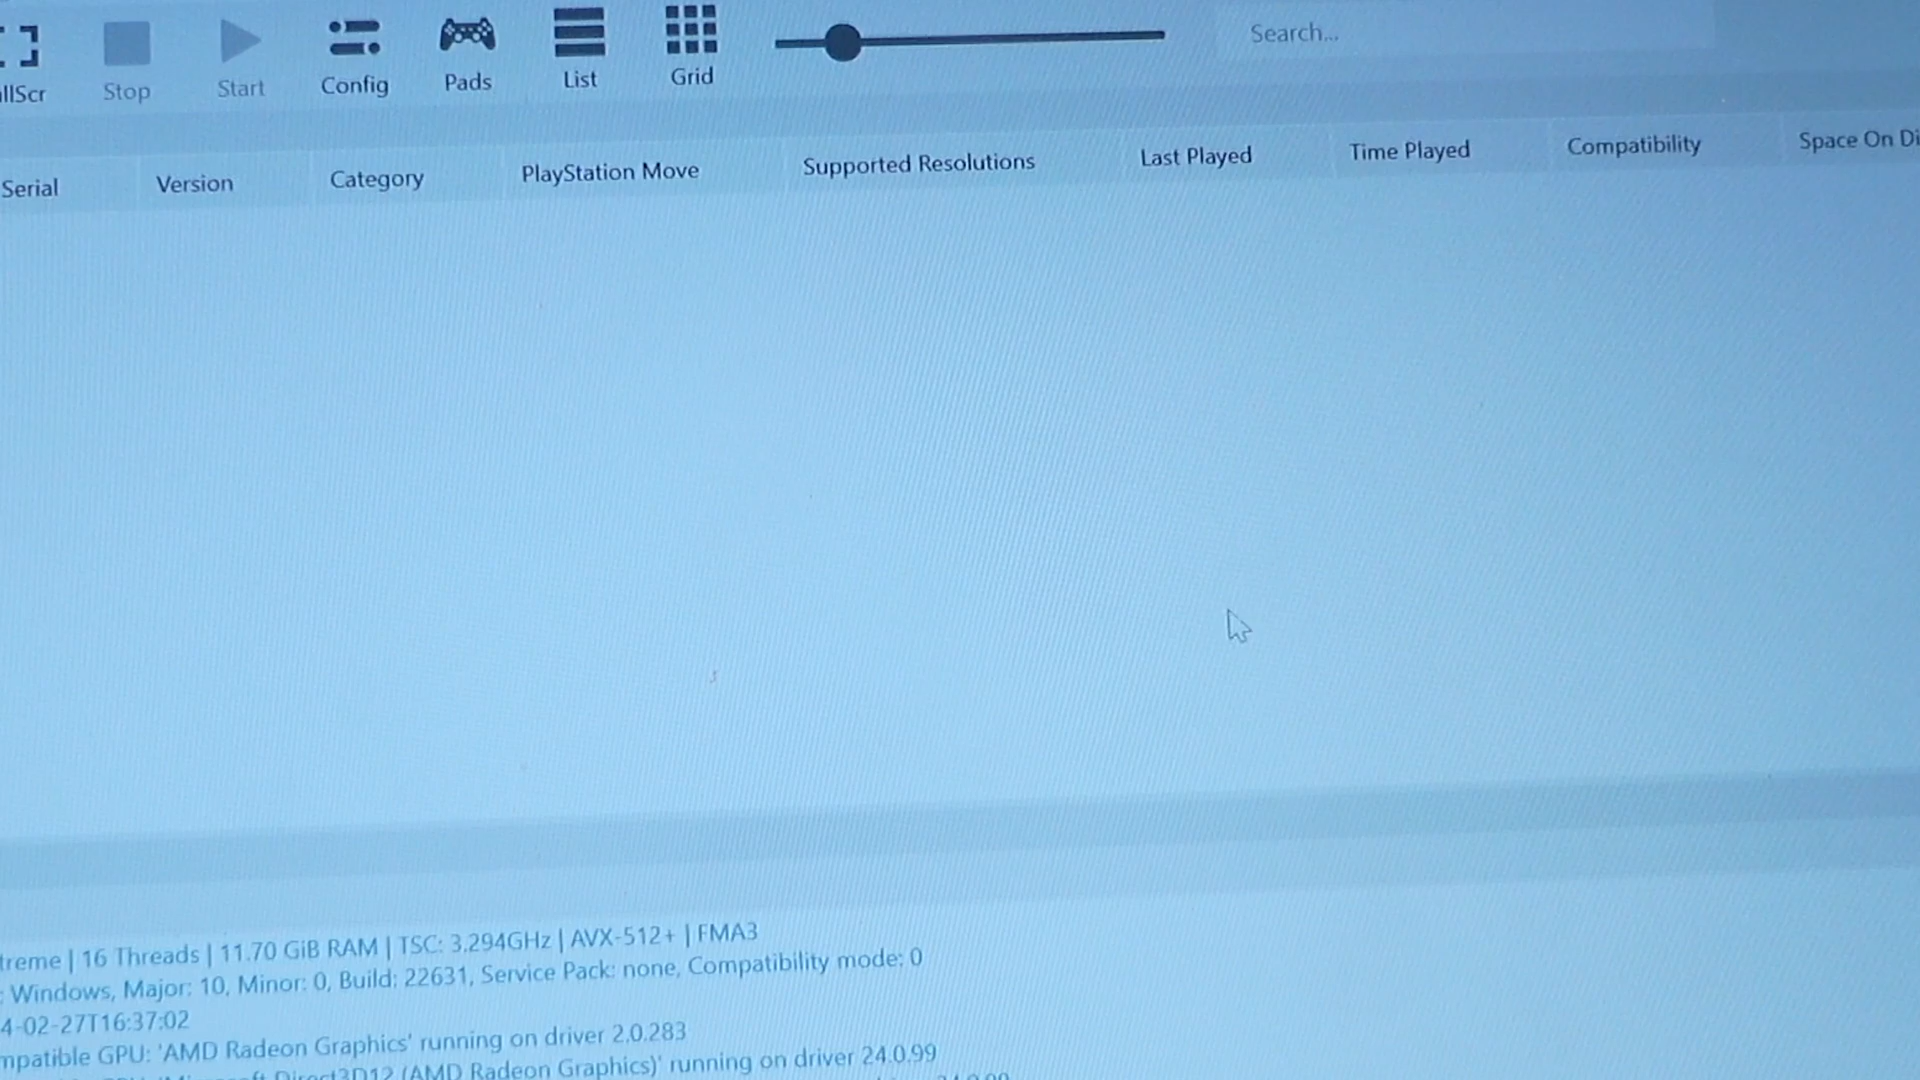 llScr Stop Start Config Pads List Grid Search...
Serial Version Category PlayStation Move Supported Resolutions Last Played Time Played Compatibility Space On Di
treme | 16 Threads | 11.70 GiB RAM | TSC: 3.294GHz | AVX-512+ | FMA3
: Windows, Major: 10, Minor: 0, Build: 22631, Service Pack: none, Compatibility mode: 0
4-02-27T16:37:02
mpatible GPU: 'AMD Radeon Graphics' running on driver 2.0.283
Direct3D12 (AMD Radeon Graphics)' running on driver 24.0.99